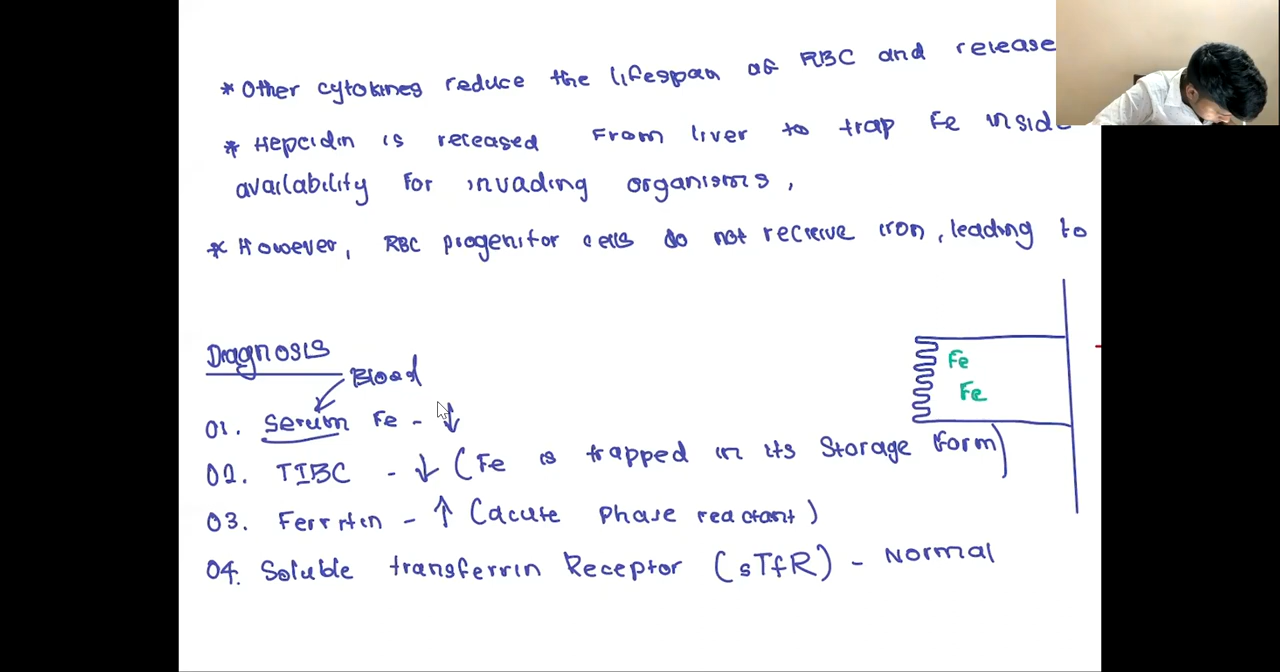 * Other cytokines reduce the lifespan of RBC and release
* Hepcidin is released From liver to trap Fe inside
availability for invading organisms,
* However, RBC progenitor cells do not recieve iron, leading to
Diagnosis
Blood
01. Serum Fe - ↓
02. TIBC - ↓ (Fe is trapped in its storage form)
03. Ferritin - ↑ (acute phase reactant)
04. Soluble transferrin Receptor (sTfR) - Normal
Fe
Fe